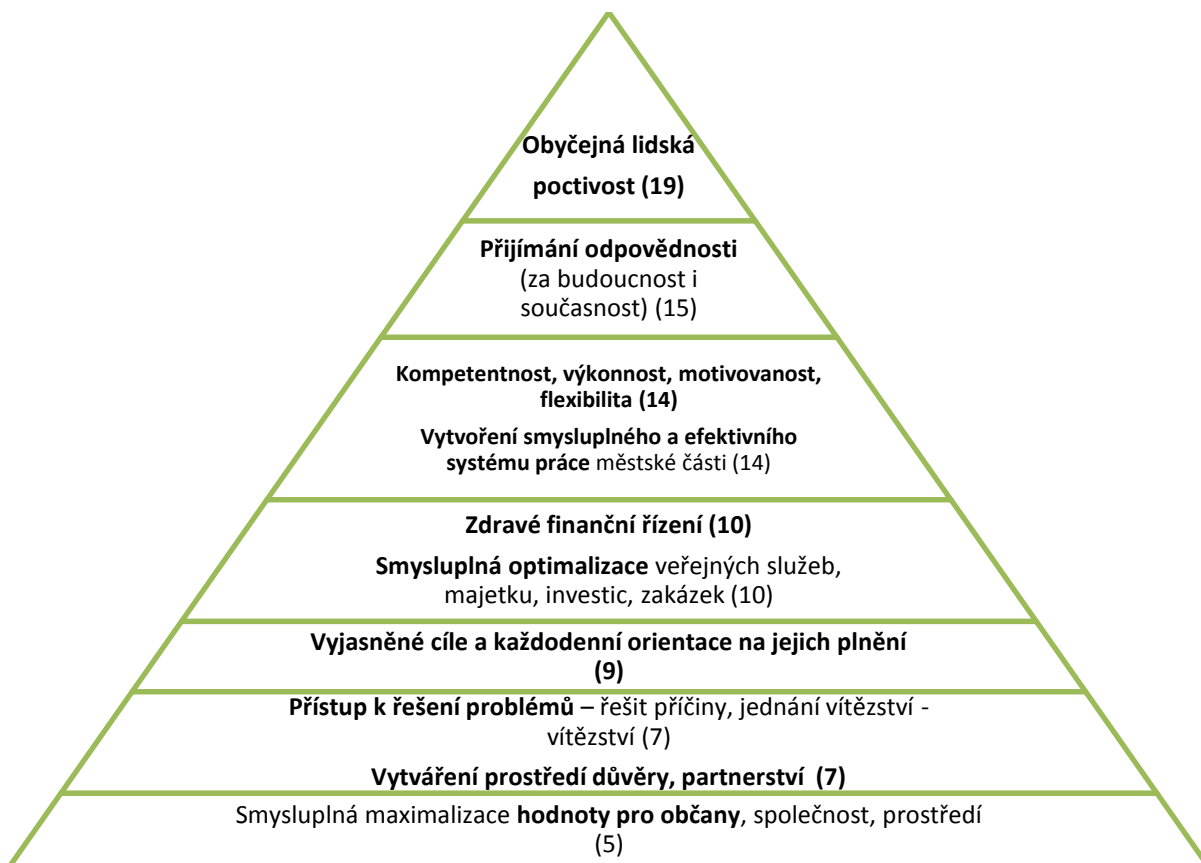 Obyčejná lidská
poctivost (19)
Přijímání odpovědnosti
(za budoucnost i
současnost) (15)
Kompetentnost, výkonnost, motivovanost,
flexibilita (14)
Vytvoření smysluplného a efektivního
systému práce městské části (14)
Zdravé finanční řízení (10)
Smysluplná optimalizace veřejných služeb,
majetku, investic, zakázek (10)
Vyjasněné cíle a každodenní orientace na jejich plnění
(9)
Přístup k řešení problémů – řešit příčiny, jednání vítězství -
vítězství (7)
Vytváření prostředí důvěry, partnerství (7)
Smysluplná maximalizace hodnoty pro občany, společnost, prostředí
(5)